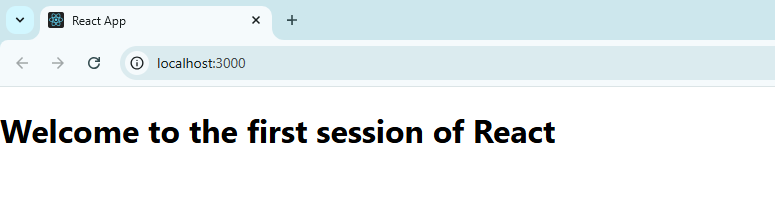 React App
localhost:3000
Welcome to the first session of React